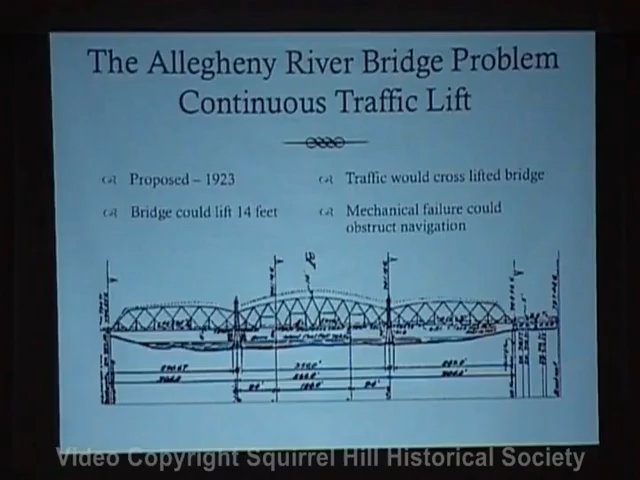 The Allegheny River Bridge Problem
Continuous Traffic Lift
Proposed – 1923
Bridge could lift 14 feet
Traffic would cross lifted bridge
Mechanical failure could
obstruct navigation
Video Copyright Squirrel Hill Historical Society